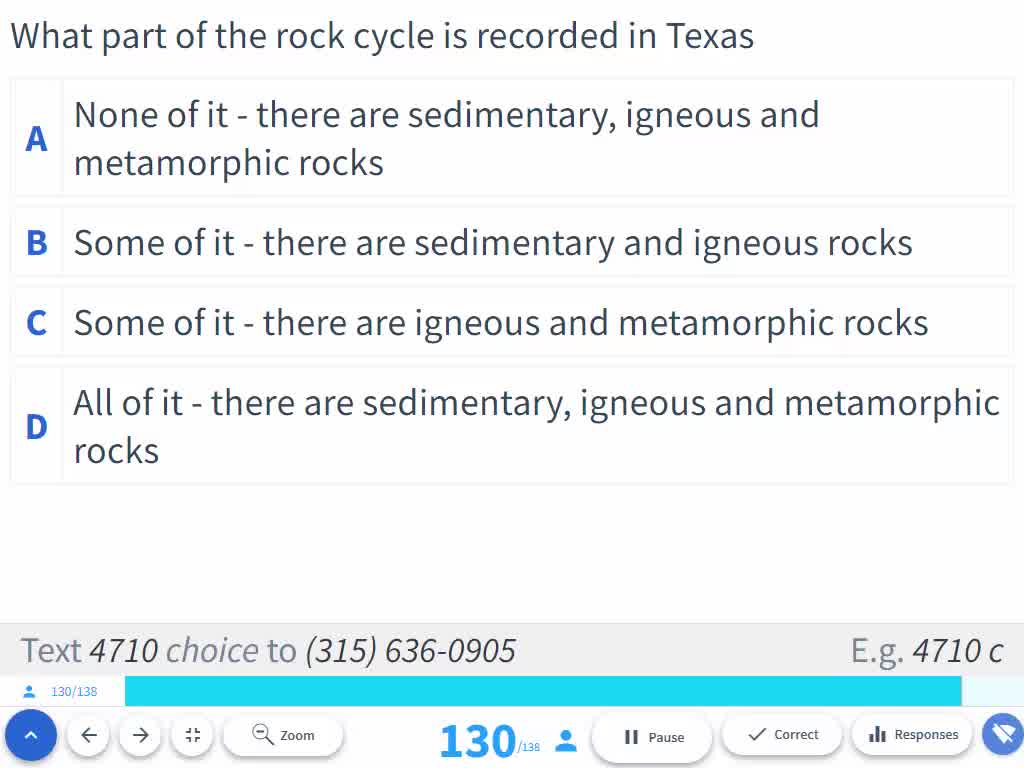 What part of the rock cycle is recorded in Texas
A
None of it - there are sedimentary, igneous and
metamorphic rocks
B
Some of it - there are sedimentary and igneous rocks
C
Some of it - there are igneous and metamorphic rocks
D
All of it - there are sedimentary, igneous and metamorphic
rocks
Text 4710 choice to (315) 636-0905
E.g. 4710 c
130/138
Zoom
130/138
Pause
Correct
Responses